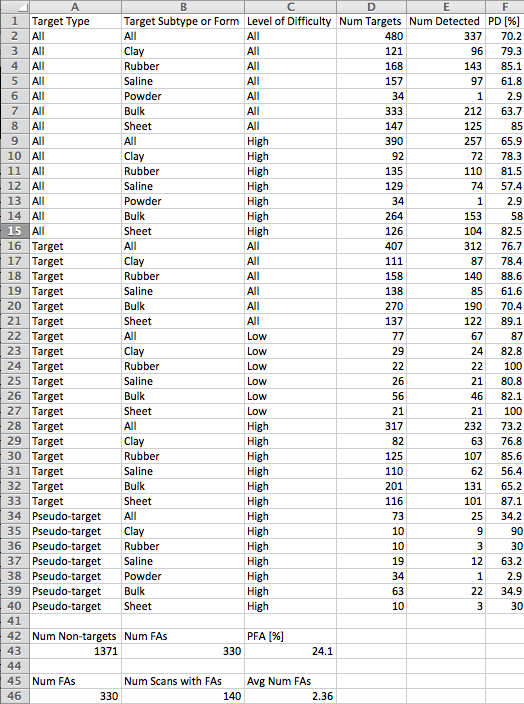 A B C D E F
1 Target Type Target Subtype or Form Level of Difficulty Num Targets Num Detected PD [%]
2 All All All 480 337 70.2
3 All Clay All 121 96 79.3
4 All Rubber All 168 143 85.1
5 All Saline All 157 97 61.8
6 All Powder All 34 1 2.9
7 All Bulk All 333 212 63.7
8 All Sheet All 147 125 85
9 All All High 390 257 65.9
10 All Clay High 92 72 78.3
11 All Rubber High 135 110 81.5
12 All Saline High 129 74 57.4
13 All Powder High 34 1 2.9
14 All Bulk High 264 153 58
15 All Sheet High 126 104 82.5
16 Target All All 407 312 76.7
17 Target Clay All 111 87 78.4
18 Target Rubber All 158 140 88.6
19 Target Saline All 138 85 61.6
20 Target Bulk All 270 190 70.4
21 Target Sheet All 137 122 89.1
22 Target All Low 77 67 87
23 Target Clay Low 29 24 82.8
24 Target Rubber Low 22 22 100
25 Target Saline Low 26 21 80.8
26 Target Bulk Low 56 46 82.1
27 Target Sheet Low 21 21 100
28 Target All High 317 232 73.2
29 Target Clay High 82 63 76.8
30 Target Rubber High 125 107 85.6
31 Target Saline High 110 62 56.4
32 Target Bulk High 201 131 65.2
33 Target Sheet High 116 101 87.1
34 Pseudo-target All High 73 25 34.2
35 Pseudo-target Clay High 10 9 90
36 Pseudo-target Rubber High 10 3 30
37 Pseudo-target Saline High 19 12 63.2
38 Pseudo-target Powder High 34 1 2.9
39 Pseudo-target Bulk High 63 22 34.9
40 Pseudo-target Sheet High 10 3 30
41
42 Num Non-targets Num FAs PFA [%]
43 1371 330 24.1
44
45 Num FAs Num Scans with FAs Avg Num FAs
46 330 140 2.36